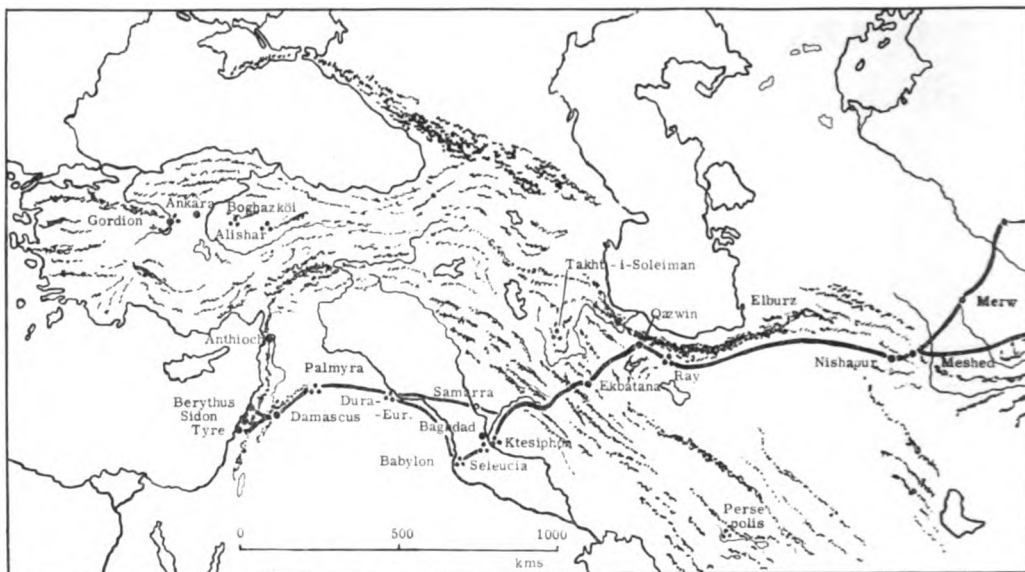 Ankara
Gordion
Boghazköi
Alishar
Takht-i-Soleiman
Elburz
Merw
Qazwin
Anthioch
Nishapur
Meshed
Ray
Ekbatana
Palmyra
Samarra
Dura-
-Eur.
Berythus
Sidon
Tyre
Damascus
Baghdad
Ktesiphon
Babylon
Seleucia
Perse
polis
0 500 1000
kms